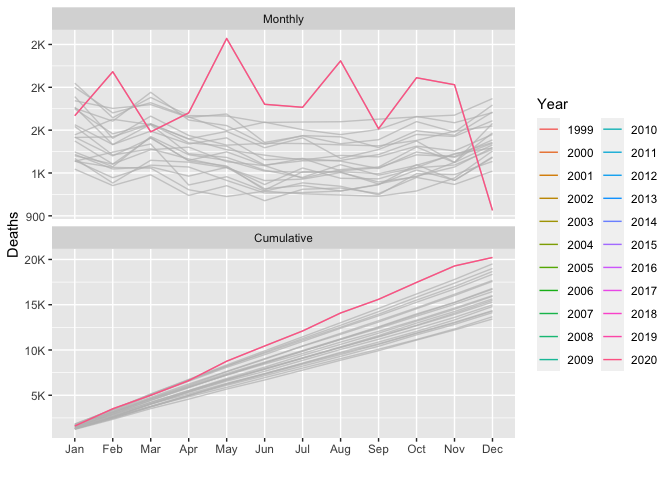 Monthly
2K
2K
2K
1K
900
Deaths
Cumulative
20K
15K
10K
5K
Jan Feb Mar Apr May Jun Jul Aug Sep Oct Nov Dec
Year
1999 2010
2000 2011
2001 2012
2002 2013
2003 2014
2004 2015
2005 2016
2006 2017
2007 2018
2008 2019
2009 2020